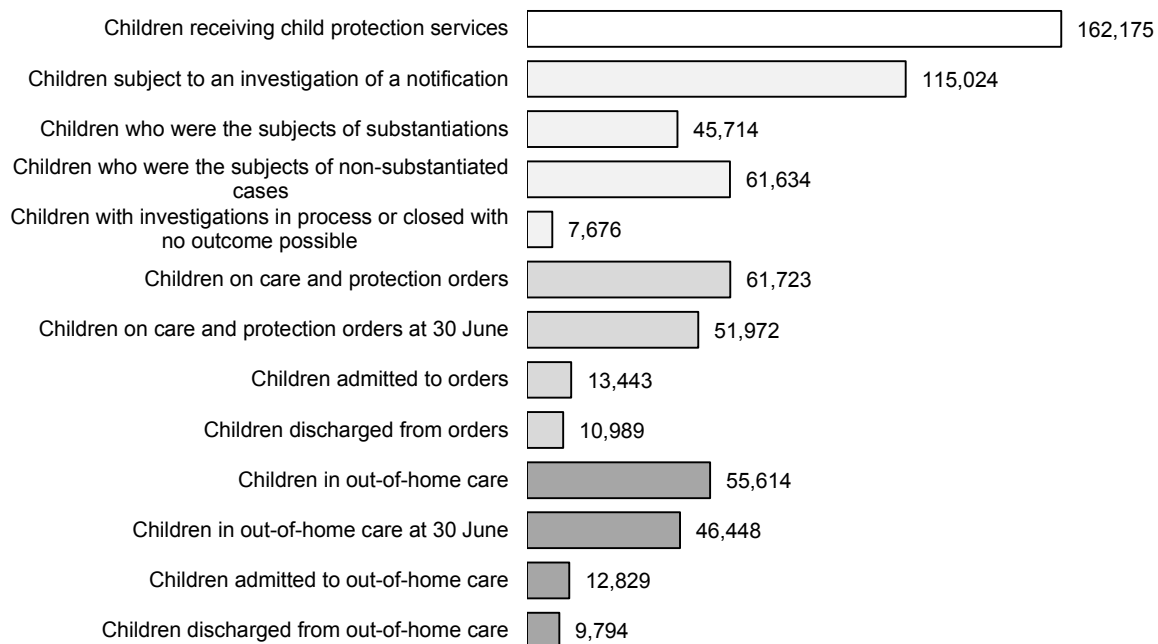 Children receiving child protection services 162,175
Children subject to an investigation of a notification 115,024
Children who were the subjects of substantiations 45,714
Children who were the subjects of non-substantiated
cases 61,634
Children with investigations in process or closed with
no outcome possible 7,676
Children on care and protection orders 61,723
Children on care and protection orders at 30 June 51,972
Children admitted to orders 13,443
Children discharged from orders 10,989
Children in out-of-home care 55,614
Children in out-of-home care at 30 June 46,448
Children admitted to out-of-home care 12,829
Children discharged from out-of-home care 9,794